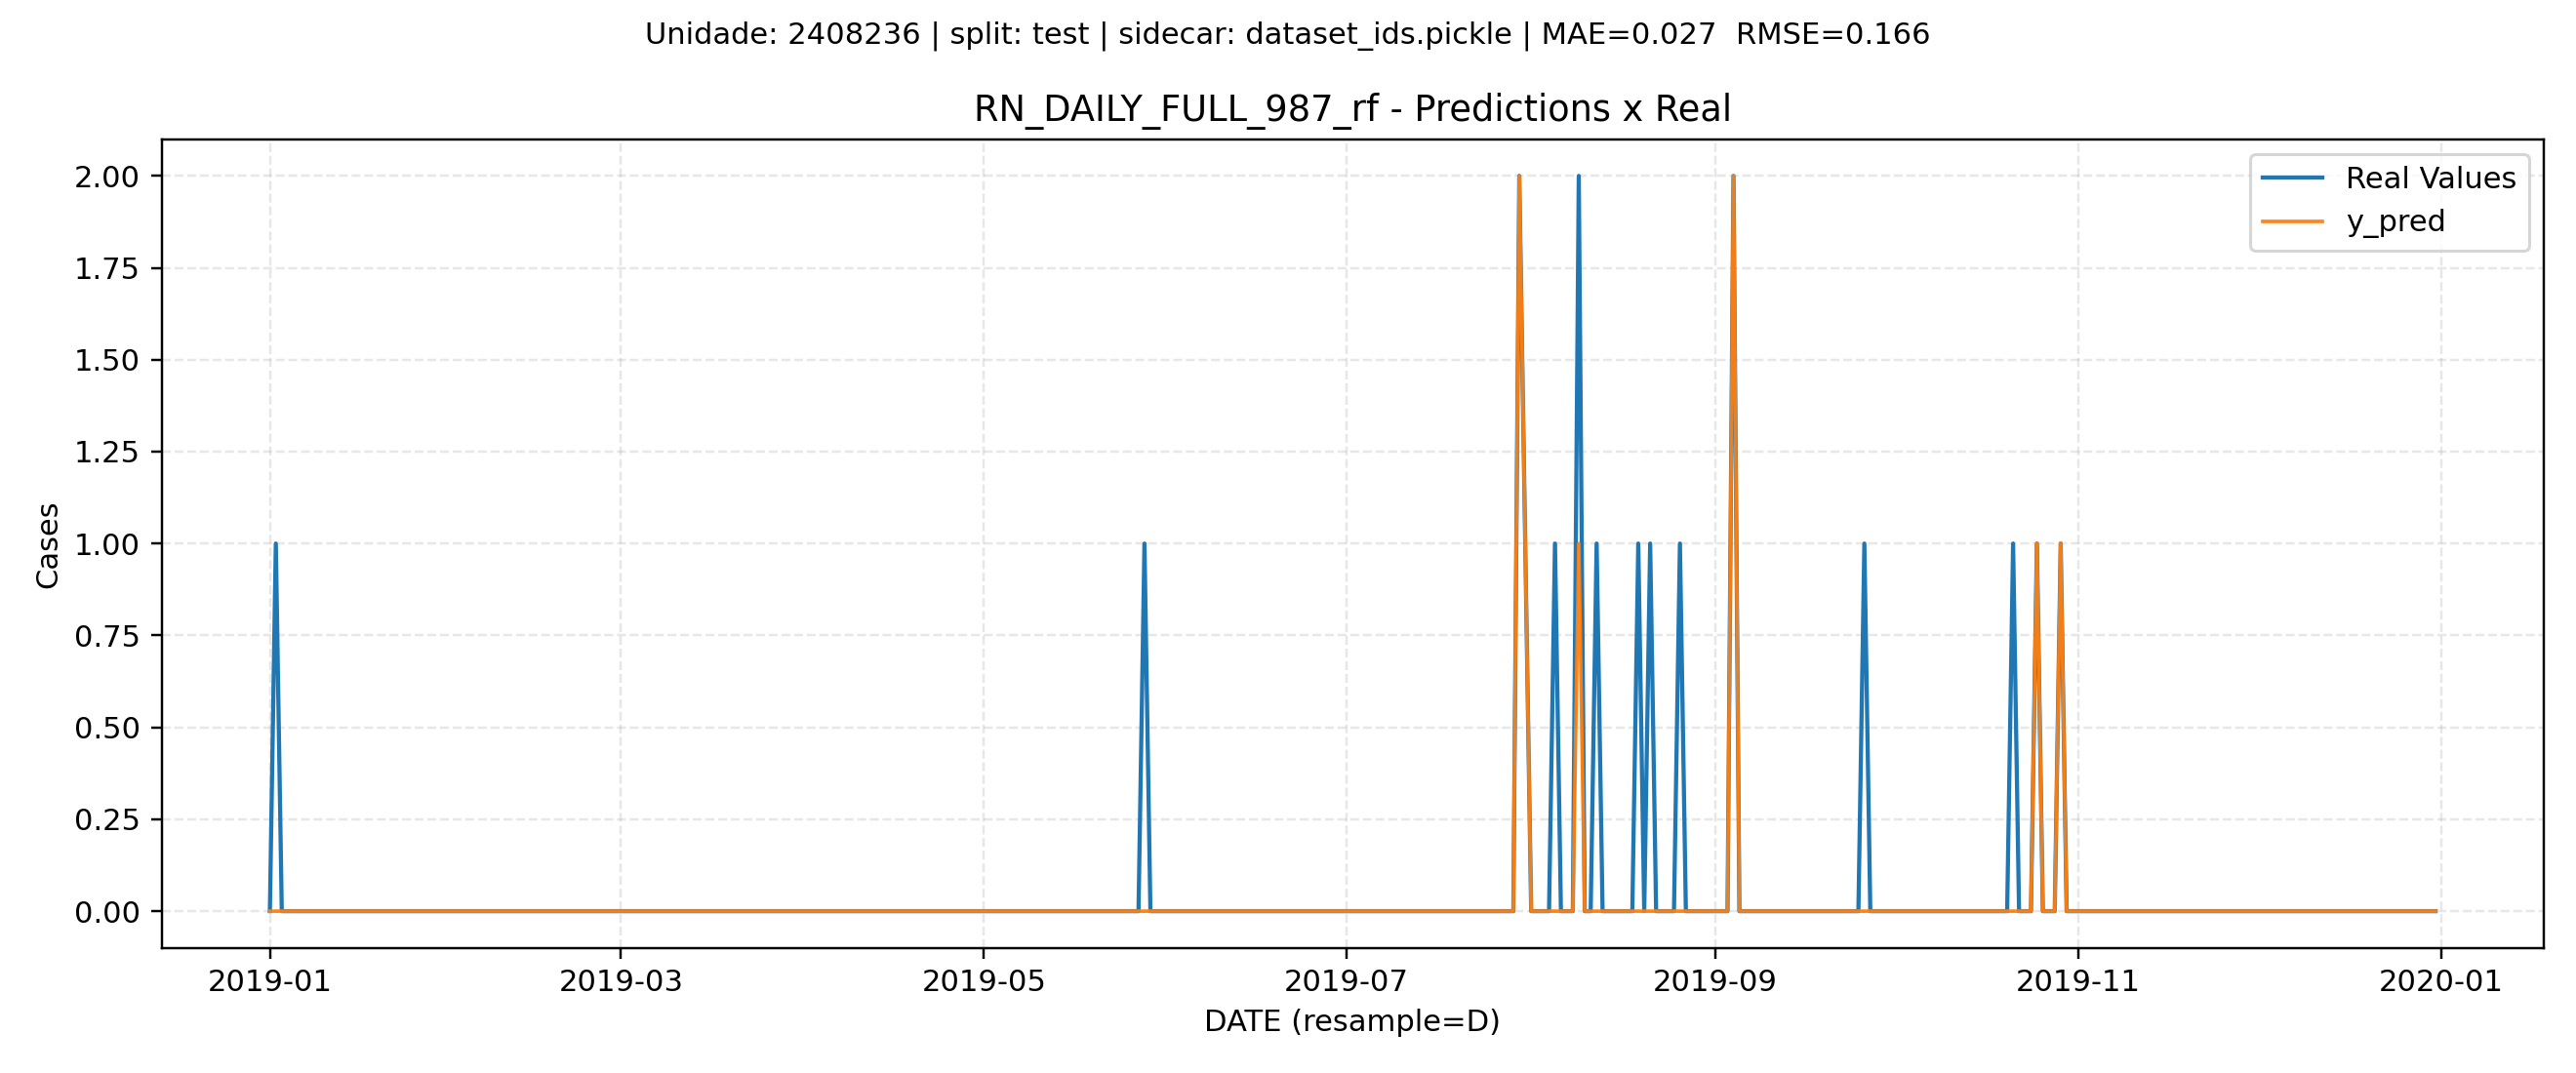 Unidade: 2408236 | split: test | sidecar: dataset_ids.pickle | MAE=0.027  RMSE=0.166
RN_DAILY_FULL_987_rf - Predictions x Real
Real Values
y_pred
Cases
2.00
1.75
1.50
1.25
1.00
0.75
0.50
0.25
0.00
2019-01
2019-03
2019-05
2019-07
2019-09
2019-11
2020-01
DATE (resample=D)